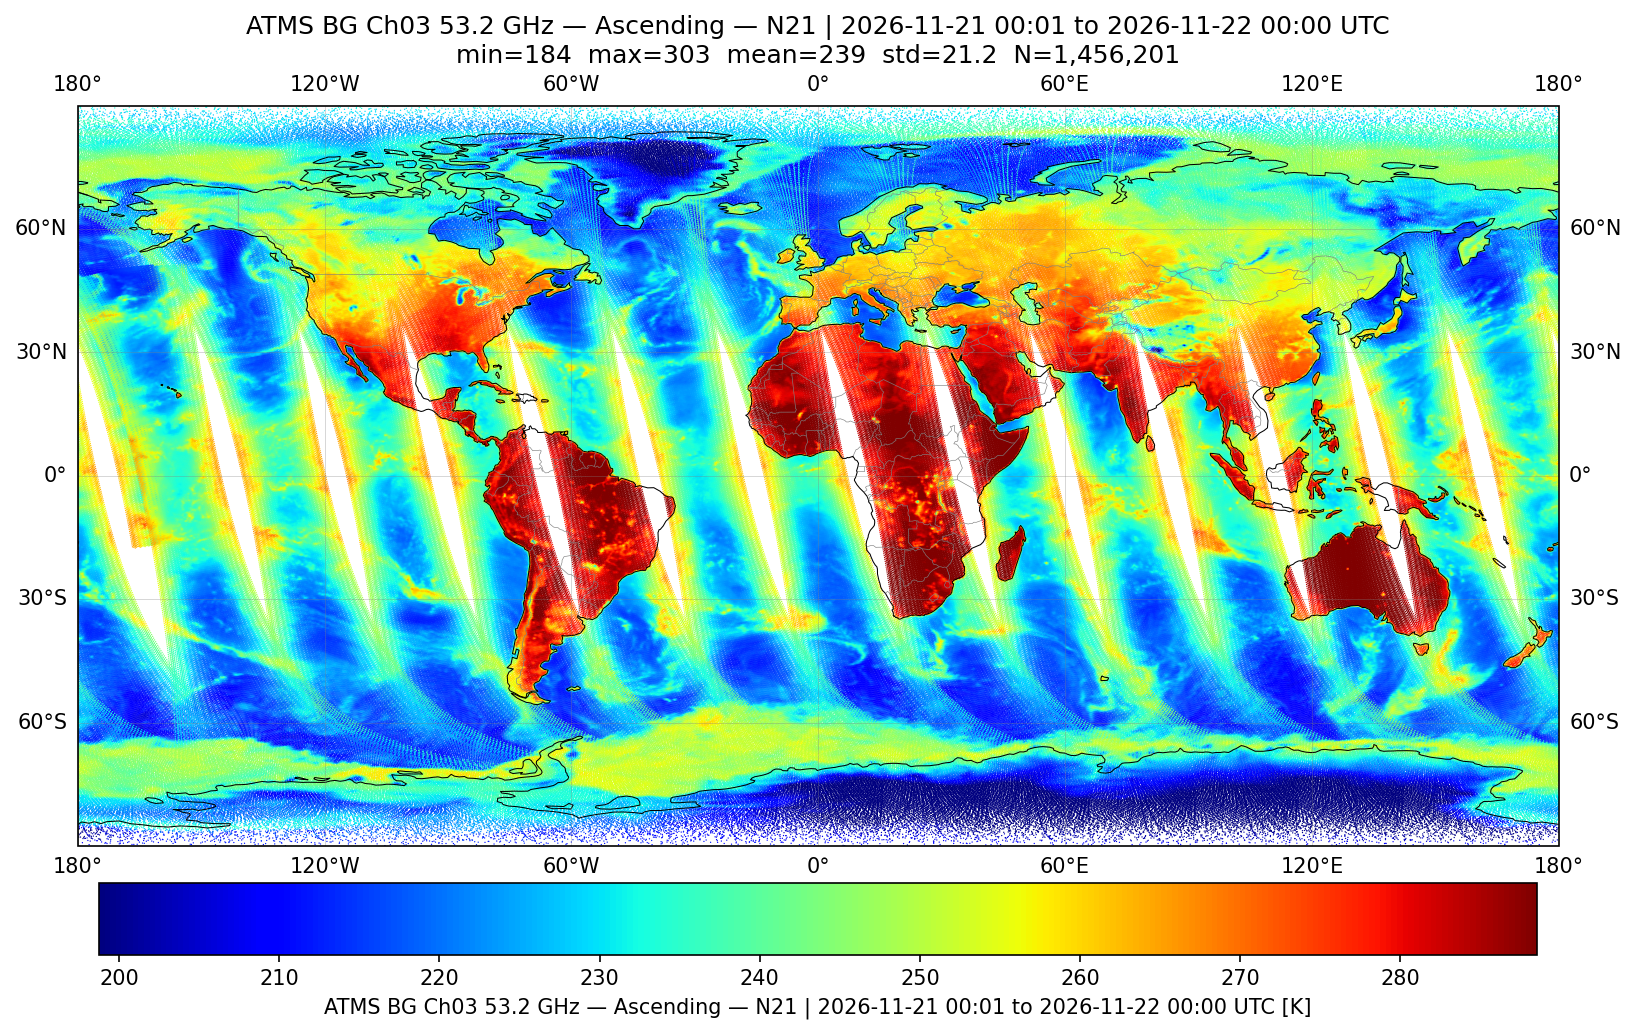 ATMS BG Ch03 53.2 GHz — Ascending — N21 | 2026-11-21 00:01 to 2026-11-22 00:00 UTC
min=184  max=303  mean=239  std=21.2  N=1,456,201
180° 120°W 60°W 0° 60°E 120°E 180°
60°N 60°N
30°N 30°N
0° 0°
30°S 30°S
60°S 60°S
180° 120°W 60°W 0° 60°E 120°E 180°
200 210 220 230 240 250 260 270 280
ATMS BG Ch03 53.2 GHz — Ascending — N21 | 2026-11-21 00:01 to 2026-11-22 00:00 UTC [K]